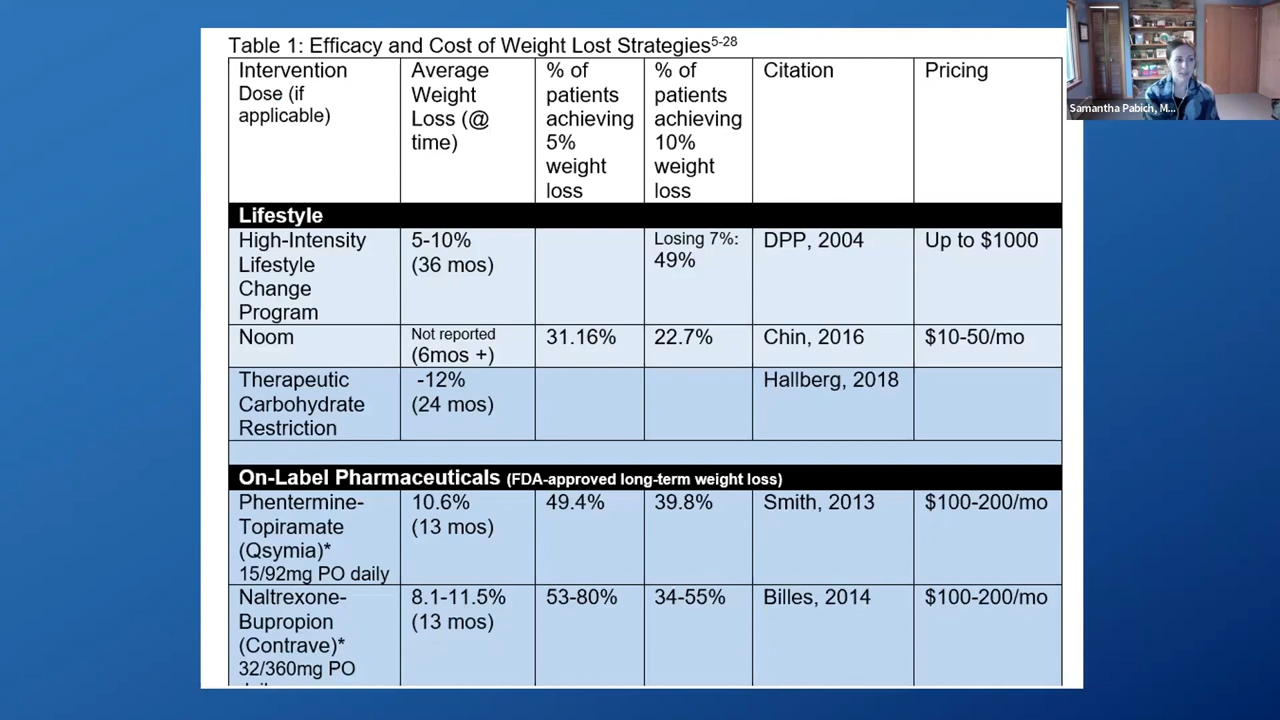 Table 1: Efficacy and Cost of Weight Lost Strategies5-28
Intervention
Dose (if
applicable)
Average
Weight
Loss (@
time)
% of
patients
achieving
5%
weight
loss
% of
patients
achieving
10%
weight
loss
Citation
Pricing
Lifestyle
High-Intensity
Lifestyle
Change
Program
5-10%
(36 mos)
Losing 7%:
49%
DPP, 2004
Up to $1000
Noom
Not reported
(6mos +)
31.16%
22.7%
Chin, 2016
$10-50/mo
Therapeutic
Carbohydrate
Restriction
-12%
(24 mos)
Hallberg, 2018
On-Label Pharmaceuticals (FDA-approved long-term weight loss)
Phentermine-
Topiramate
(Qsymia)*
15/92mg PO daily
10.6%
(13 mos)
49.4%
39.8%
Smith, 2013
$100-200/mo
Naltrexone-
Bupropion
(Contrave)*
32/360mg PO
8.1-11.5%
(13 mos)
53-80%
34-55%
Billes, 2014
$100-200/mo
Samantha Pabich, M...